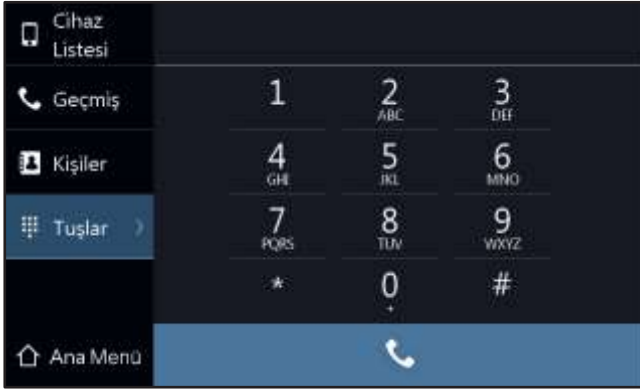 Cihaz
Listesi
Geçmiş
Kişiler
Tuşlar
Ana Menü
1
2
3
ABC
DEF
4
5
6
GHI
JKL
MNO
7
8
9
PQRS
TUV
WXYZ
*
0
#
+